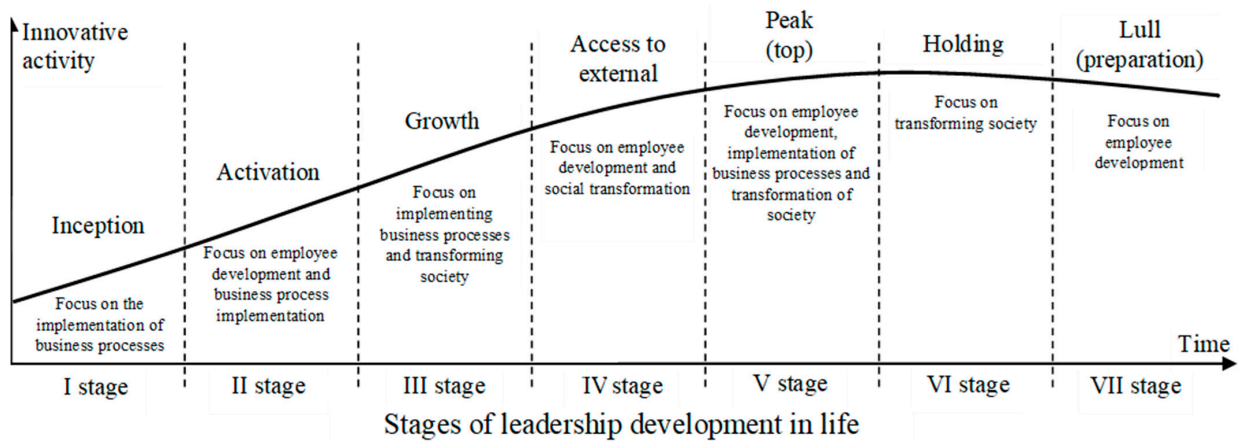 Innovative
activity
Inception
Focus on the
implementation of
business processes
Activation
Focus on employee
development and
business process
implementation
Growth
Focus on
implementing
business processes
and transforming
society
Access to
external
Focus on employee
development and
social transformation
Peak
(top)
Focus on employee
development,
implementation of
business processes and
transformation of
society
Holding
Focus on
transforming society
Lull
(preparation)
Focus on
employee
development
Time
I stage
II stage
III stage
IV stage
V stage
VI stage
VII stage
Stages of leadership development in life